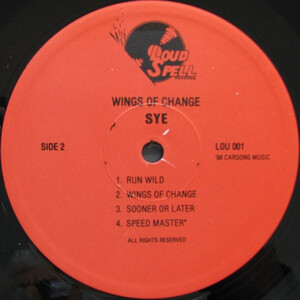 LOUD
SPELL
RECORDS
WINGS OF CHANGE
SYE
SIDE 2
LOU 001
'88 CARGONG MUSIC
1. RUN WILD
2. WINGS OF CHANGE
3. SOONER OR LATER
4. SPEED MASTER*
ALL RIGHTS RESERVED